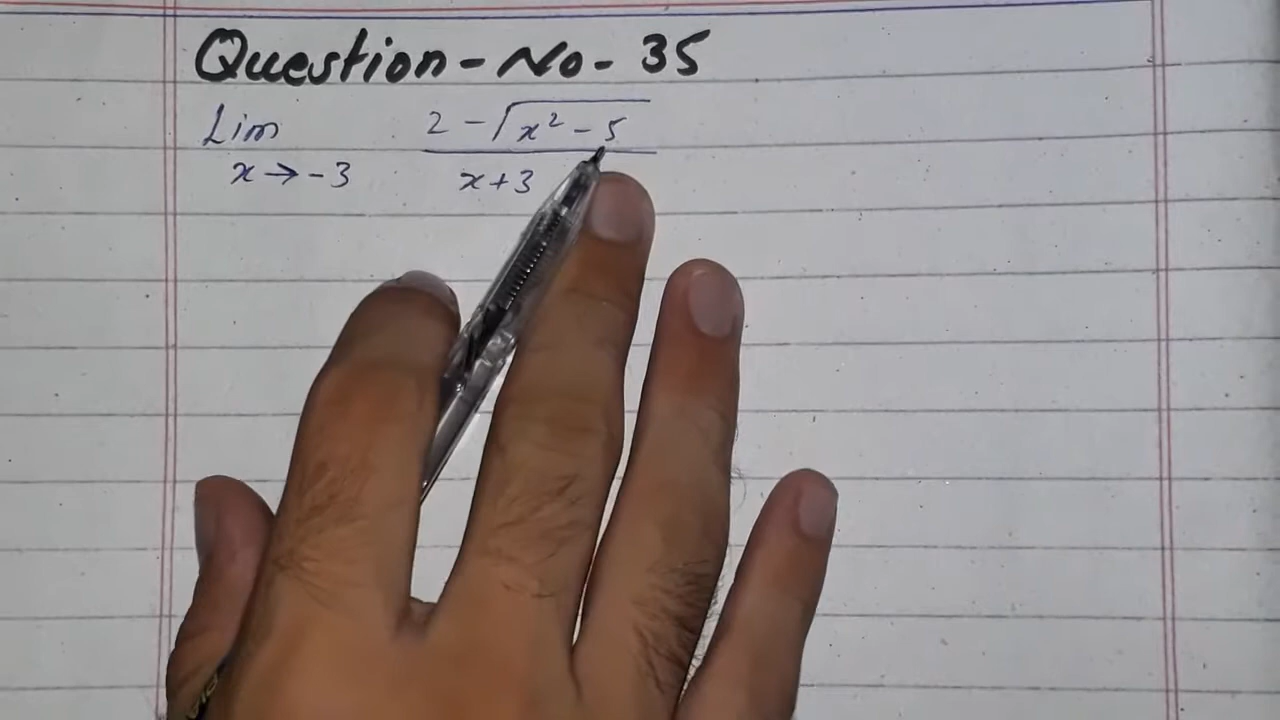 Question-No-35
Lim 2-√x²-5
x→-3 x+3